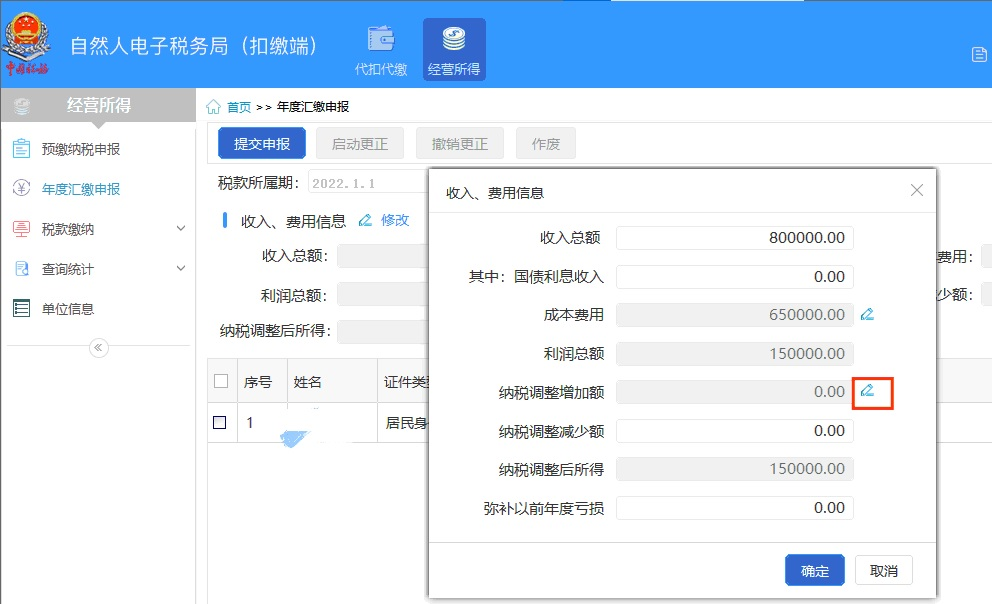 自然人电子税务局（扣缴端）
代扣代缴
经营所得
中国税务
经营所得
首页 >> 年度汇缴申报
预缴纳税申报
年度汇缴申报
税款缴纳
查询统计
单位信息
提交申报 启动更正 撤销更正 作废
税款所属期： 2022.1.1
收入、费用信息 修改
收入总额：
费用：
利润总额：
少额：
纳税调整后所得：
序号 姓名 证件类
1 居民身
收入、费用信息
收入总额 800000.00
其中：国债利息收入 0.00
成本费用 650000.00
利润总额 150000.00
纳税调整增加额 0.00
纳税调整减少额 0.00
纳税调整后所得 150000.00
弥补以前年度亏损 0.00
确定 取消